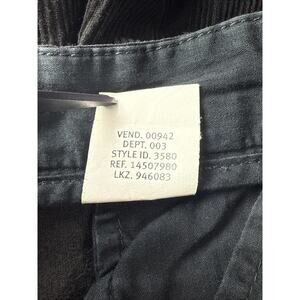 VEND. 00942
DEPT. 003
STYLE ID. 3580
REF. 14507980
LKZ. 946083